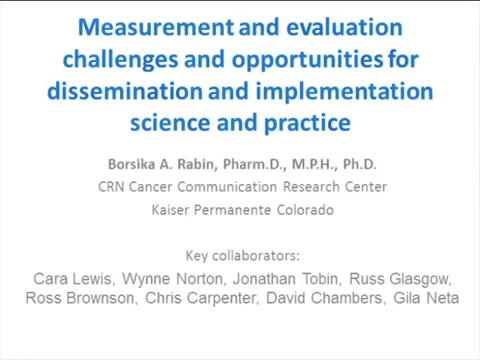 Measurement and evaluation
challenges and opportunities for
dissemination and implementation
science and practice
Borsika A. Rabin, Pharm.D., M.P.H., Ph.D.
CRN Cancer Communication Research Center
Kaiser Permanente Colorado
Key collaborators:
Cara Lewis, Wynne Norton, Jonathan Tobin, Russ Glasgow,
Ross Brownson, Chris Carpenter, David Chambers, Gila Neta